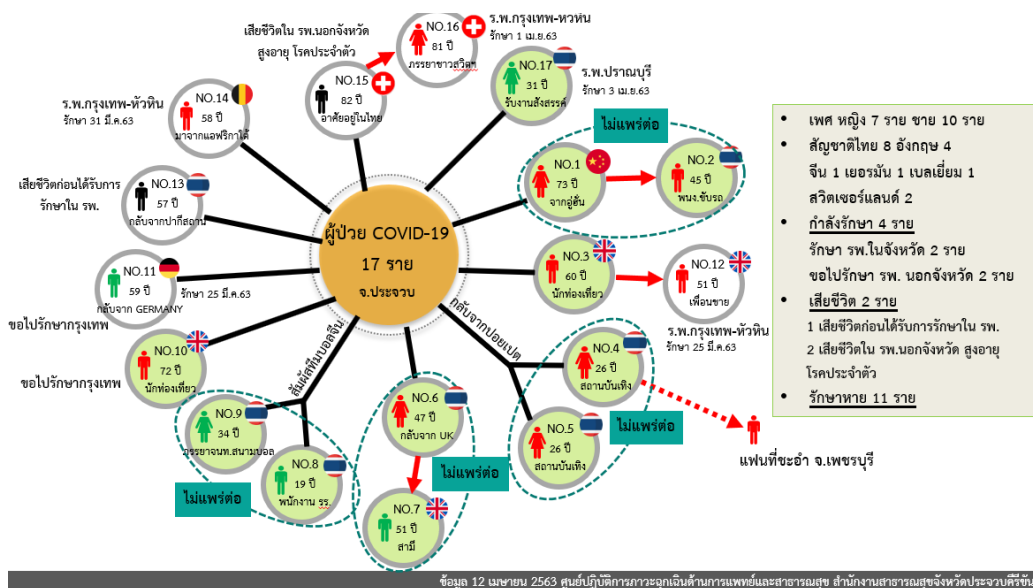 เสียชีวิตใน รพ.นอกจังหวัด
สูงอายุ โรคประจำตัว
NO.16
81 ปี
ภรรยาชาวสวิตฯ
ร.พ.กรุงเทพ-หัวหิน
รักษา 1 เม.ย.63
NO.17
31 ปี
รับงานสังสรรค์
ร.พ.ปราณบุรี
รักษา 3 เม.ย.63
NO.15
82 ปี
อาศัยอยู่ในไทย
ร.พ.กรุงเทพ-หัวหิน
รักษา 31 มี.ค.63
NO.14
58 ปี
มาจากแอฟริกาใต้
ไม่แพร่ต่อ
NO.1
73 ปี
จากอู่ฮั่น
NO.2
45 ปี
พนง.ขับรถ
เสียชีวิตก่อนได้รับการ
รักษาใน รพ.
NO.13
57 ปี
กลับจากปากีสถาน
ผู้ป่วย COVID-19
17 ราย
จ.ประจวบ
NO.3
60 ปี
นักท่องเที่ยว
NO.12
51 ปี
เพื่อนชาย
ร.พ.กรุงเทพ-หัวหิน
รักษา 25 มี.ค.63
NO.11
59 ปี
กลับจาก GERMANY
รักษา 25 มี.ค.63
ขอไปรักษากรุงเทพ
NO.10
72 ปี
นักท่องเที่ยว
ขอไปรักษากรุงเทพ
สัมผัสทีมบอลจีน
กลับจากปอยเปต
NO.4
26 ปี
สถานบันเทิง
NO.5
26 ปี
สถานบันเทิง
ไม่แพร่ต่อ
แฟนที่ชะอำ จ.เพชรบุรี
NO.6
47 ปี
กลับจาก UK
ไม่แพร่ต่อ
NO.7
51 ปี
สามี
NO.9
34 ปี
ภรรยาจนท.สนามบอล
NO.8
19 ปี
พนักงาน รร.
ไม่แพร่ต่อ
• เพศ หญิง 7 ราย ชาย 10 ราย
• สัญชาติไทย 8 อังกฤษ 4
จีน 1 เยอรมัน 1 เบลเยี่ยม 1
สวิตเซอร์แลนด์ 2
• กำลังรักษา 4 ราย
รักษา รพ.ในจังหวัด 2 ราย
ขอไปรักษา รพ. นอกจังหวัด 2 ราย
• เสียชีวิต 2 ราย
1 เสียชีวิตก่อนได้รับการรักษาใน รพ.
2 เสียชีวิตใน รพ.นอกจังหวัด สูงอายุ
โรคประจำตัว
• รักษาหาย 11 ราย
ข้อมูล 12 เมษายน 2563 ศูนย์ปฏิบัติการภาวะฉุกเฉินด้านการแพทย์และสาธารณสุข สำนักงานสาธารณสุขจังหวัดประจวบคีรีขัน